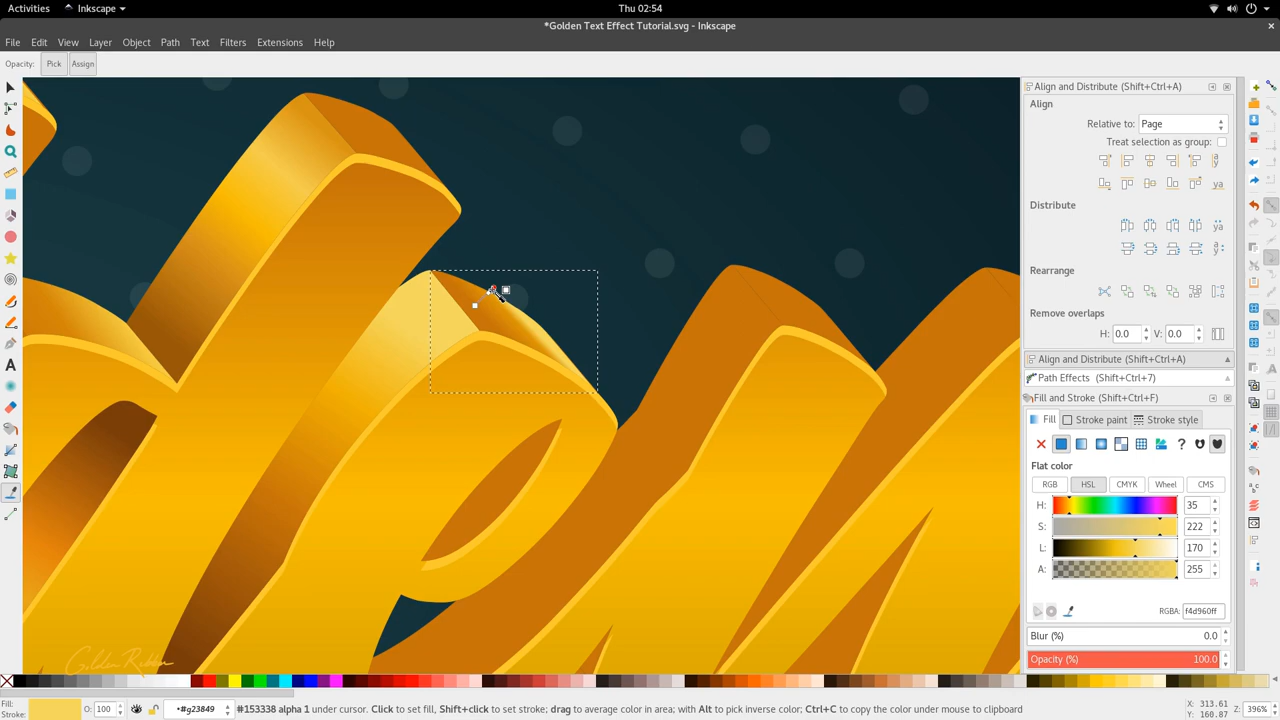 Activities
Inkscape
Thu 02:54
*Golden Text Effect Tutorial.svg - Inkscape
File Edit View Layer Object Path Text Filters Extensions Help
Opacity: Pick Assign
Align and Distribute (Shift+Ctrl+A)
Align
Relative to: Page
Treat selection as group:
Distribute
Rearrange
Remove overlaps
H: 0.0 V: 0.0
Align and Distribute (Shift+Ctrl+A)
Path Effects (Shift+Ctrl+7)
Fill and Stroke (Shift+Ctrl+F)
Fill Stroke paint Stroke style
Flat color
RGB HSL CMYK Wheel CMS
H: 35
S: 222
L: 170
A: 255
RGBA: f4d960ff
Blur (%) 0.0
Opacity (%) 100.0
Fill:
Stroke:
O: 100
•#g23849
#153338 alpha 1 under cursor. Click to set fill, Shift+click to set stroke; drag to average color in area; with Alt to pick inverse color; Ctrl+C to copy the color under mouse to clipboard
X: 313.61
Y: 160.87
Z: 396%